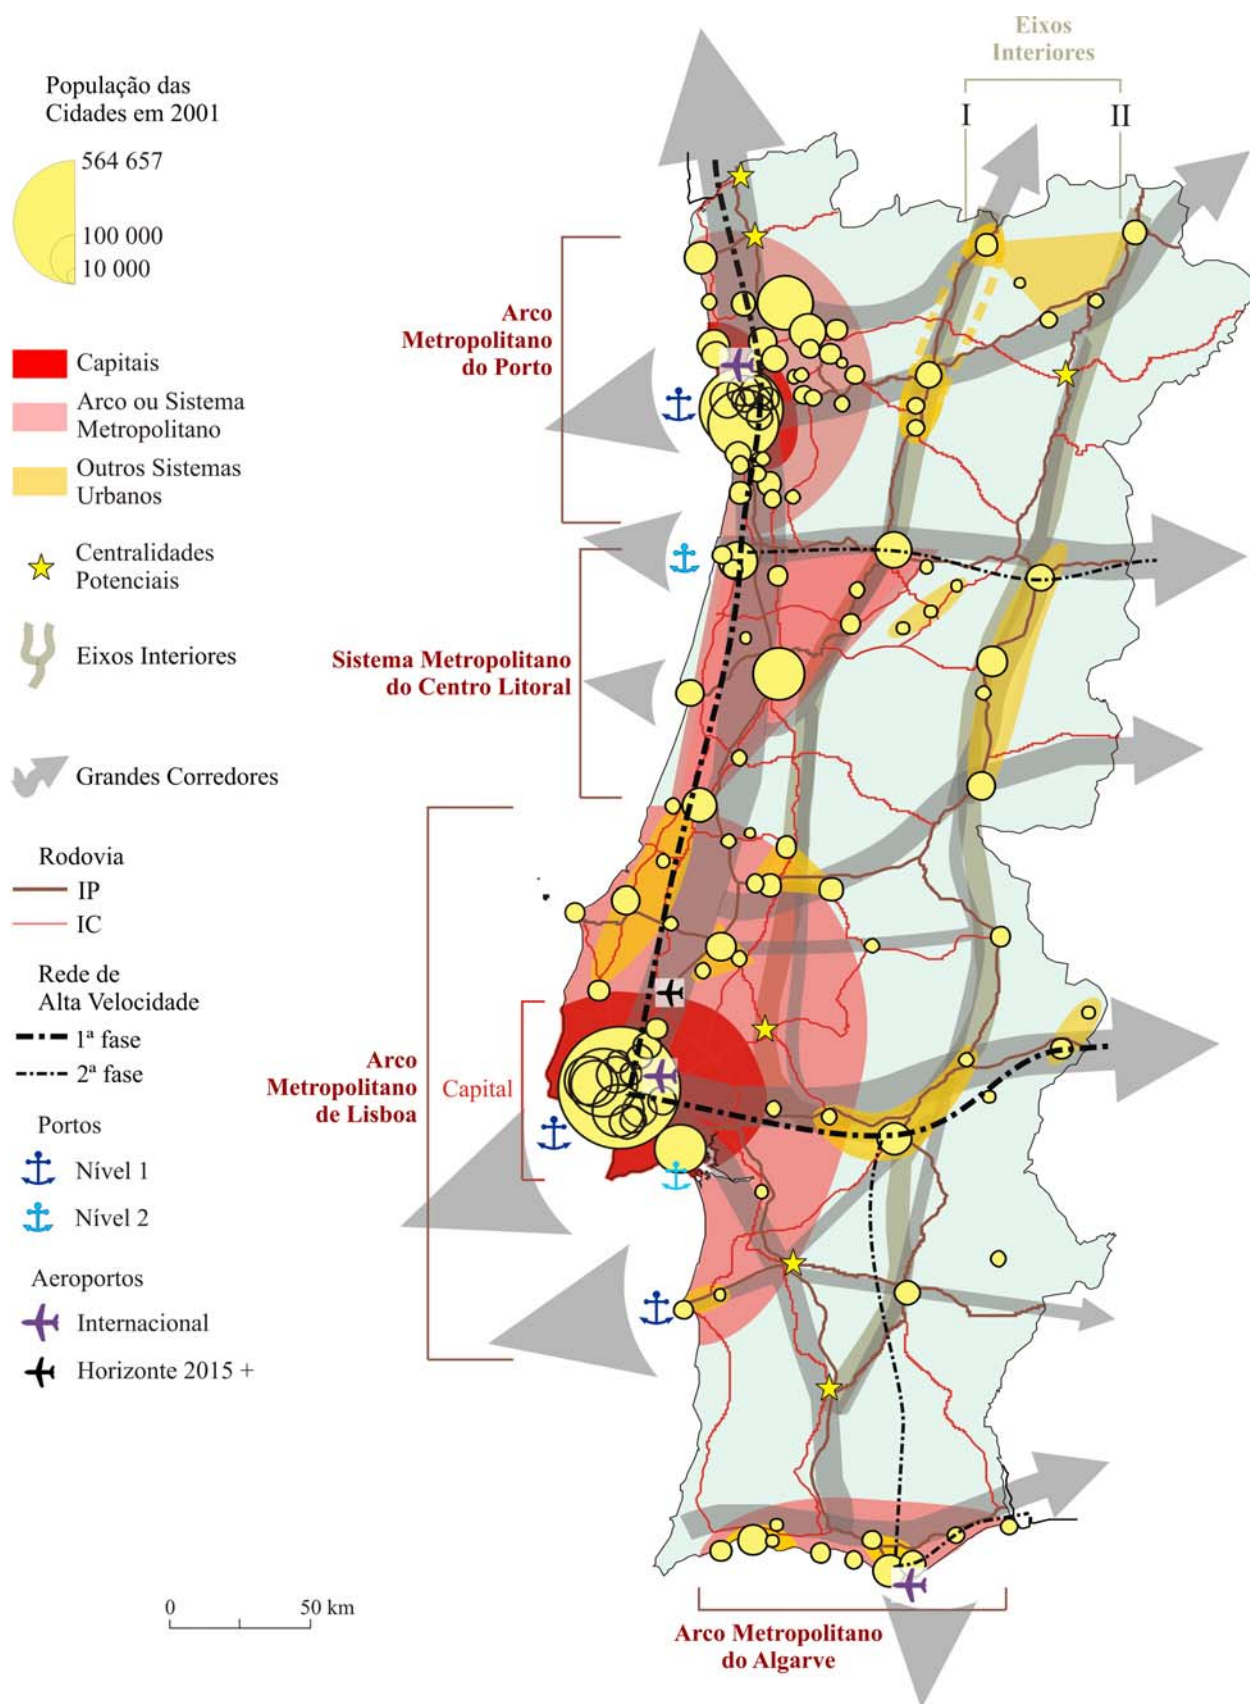 População das
Cidades em 2001
564 657
100 000
10 000
Capitais
Arco ou Sistema
Metropolitano
Outros Sistemas
Urbanos
Centralidades
Potenciais
Eixos Interiores
Grandes Corredores
Rodovia
IP
IC
Rede de
Alta Velocidade
1ª fase
2ª fase
Portos
Nível 1
Nível 2
Aeroportos
Internacional
Horizonte 2015 +
0 50 km
Eixos
Interiores
I II
Arco
Metropolitano
do Porto
Sistema Metropolitano
do Centro Litoral
Arco
Metropolitano
de Lisboa
Capital
Arco Metropolitano
do Algarve